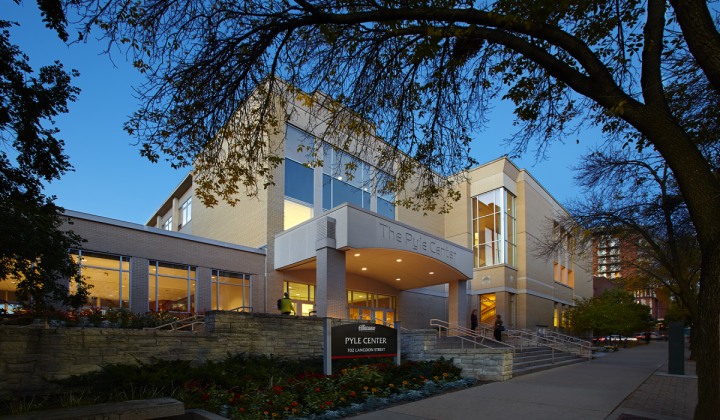 The Pyle Center
PYLE CENTER
702 LANGDON STREET